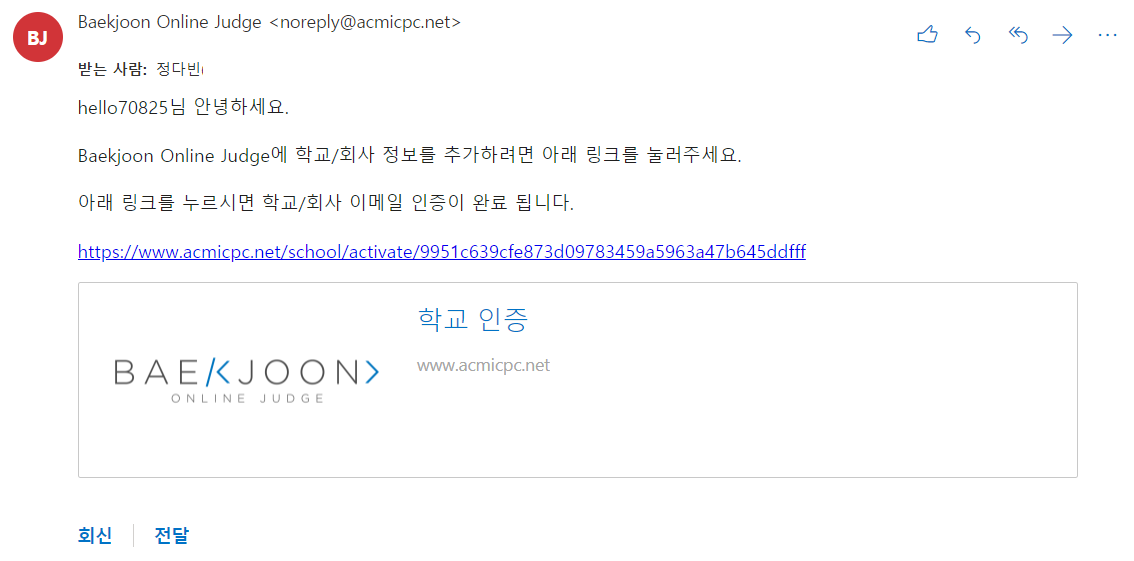 BJ
Baekjoon Online Judge <noreply@acmicpc.net>
받는 사람: 정다빈
hello70825님 안녕하세요.
Baekjoon Online Judge에 학교/회사 정보를 추가하려면 아래 링크를 눌러주세요.
아래 링크를 누르시면 학교/회사 이메일 인증이 완료 됩니다.
https://www.acmicpc.net/school/activate/9951c639cfe873d09783459a5963a47b645ddfff
학교 인증
www.acmicpc.net
BAEKJOON>
ONLINE JUDGE
회신 | 전달